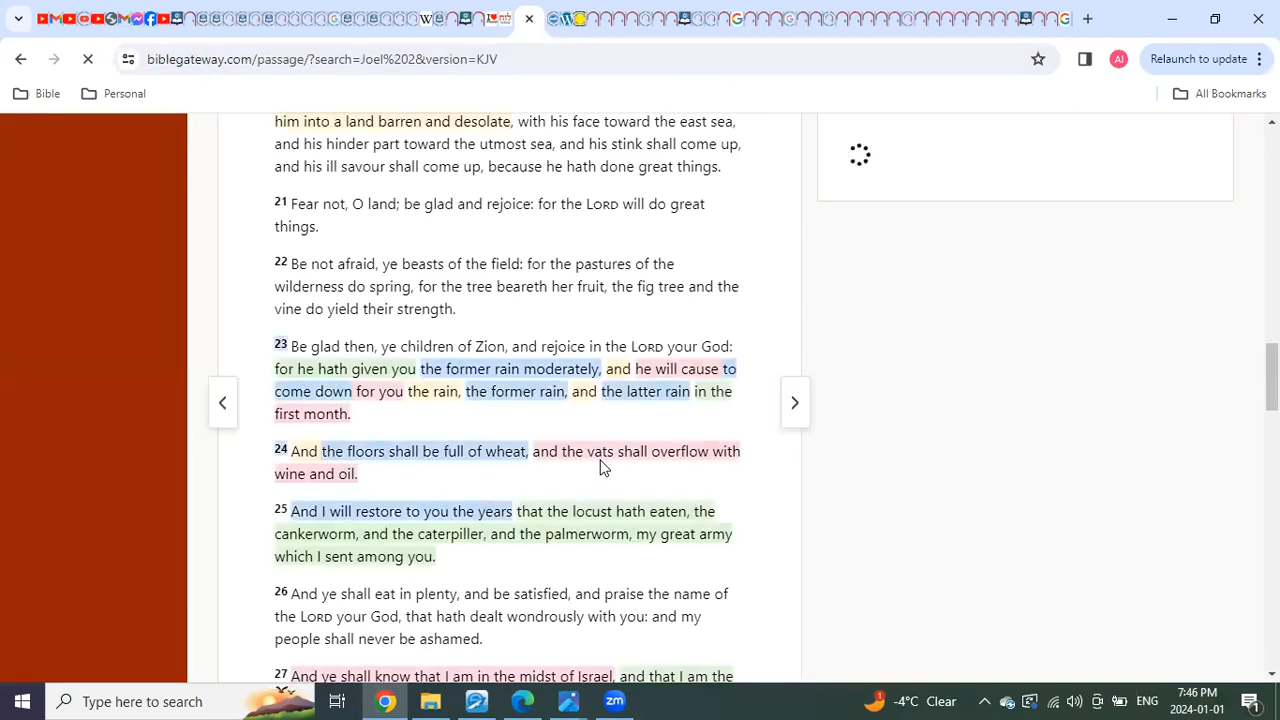 biblegateway.com/passage/?search=Joel%202&version=KJV
AI
Relaunch to update
Bible
Personal
All Bookmarks
him into a land barren and desolate, with his face toward the east sea,
and his hinder part toward the utmost sea, and his stink shall come up,
and his ill savour shall come up, because he hath done great things.
21 Fear not, O land; be glad and rejoice: for the LORD will do great
things.
22 Be not afraid, ye beasts of the field: for the pastures of the
wilderness do spring, for the tree beareth her fruit, the fig tree and the
vine do yield their strength.
23 Be glad then, ye children of Zion, and rejoice in the LORD your God:
for he hath given you the former rain moderately, and he will cause to
come down for you the rain, the former rain, and the latter rain in the
first month.
24 And the floors shall be full of wheat, and the vats shall overflow with
wine and oil.
25 And I will restore to you the years that the locust hath eaten, the
cankerworm, and the caterpiller, and the palmerworm, my great army
which I sent among you.
26 And ye shall eat in plenty, and be satisfied, and praise the name of
the LORD your God, that hath dealt wondrously with you: and my
people shall never be ashamed.
27 And ye shall know that I am in the midst of Israel, and that I am the
Type here to search
zm
1
-4°C Clear
ENG
7:46 PM
2024-01-01
1